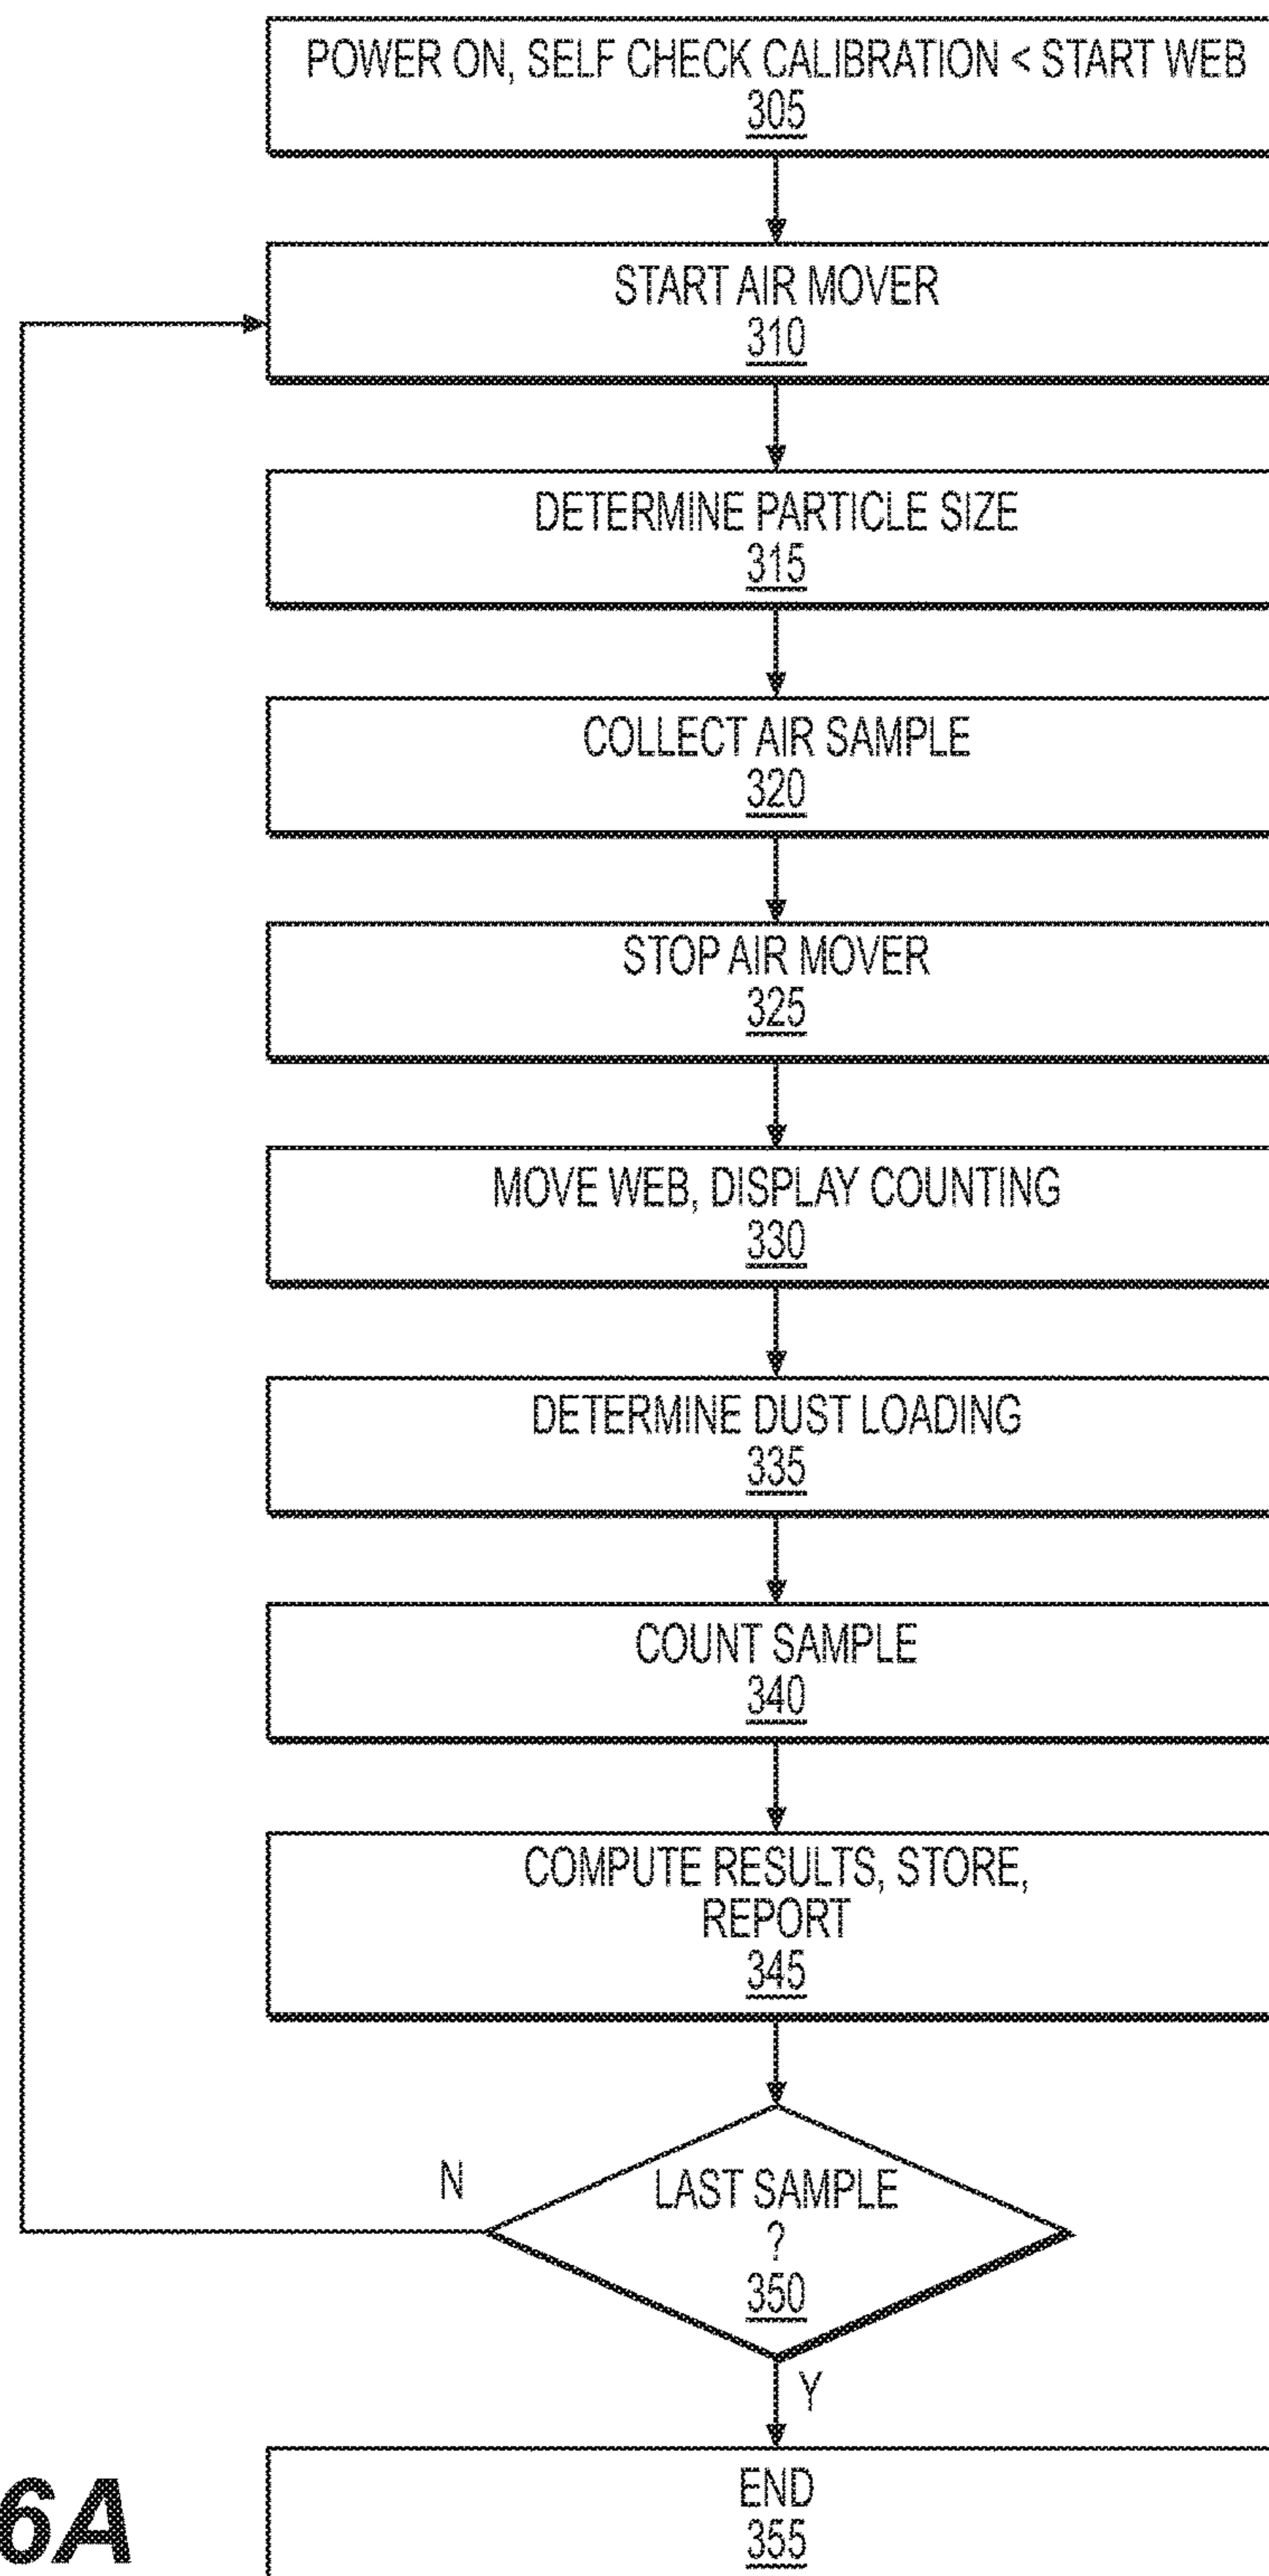 POWER ON, SELF CHECK CALIBRATION < START WEB
305
START AIR MOVER
310
DETERMINE PARTICLE SIZE
315
COLLECT AIR SAMPLE
320
STOP AIR MOVER
325
MOVE WEB, DISPLAY COUNTING
330
DETERMINE DUST LOADING
335
COUNT SAMPLE
340
COMPUTE RESULTS, STORE,
REPORT
345
N
LAST SAMPLE
?
350
Y
END
355
6A